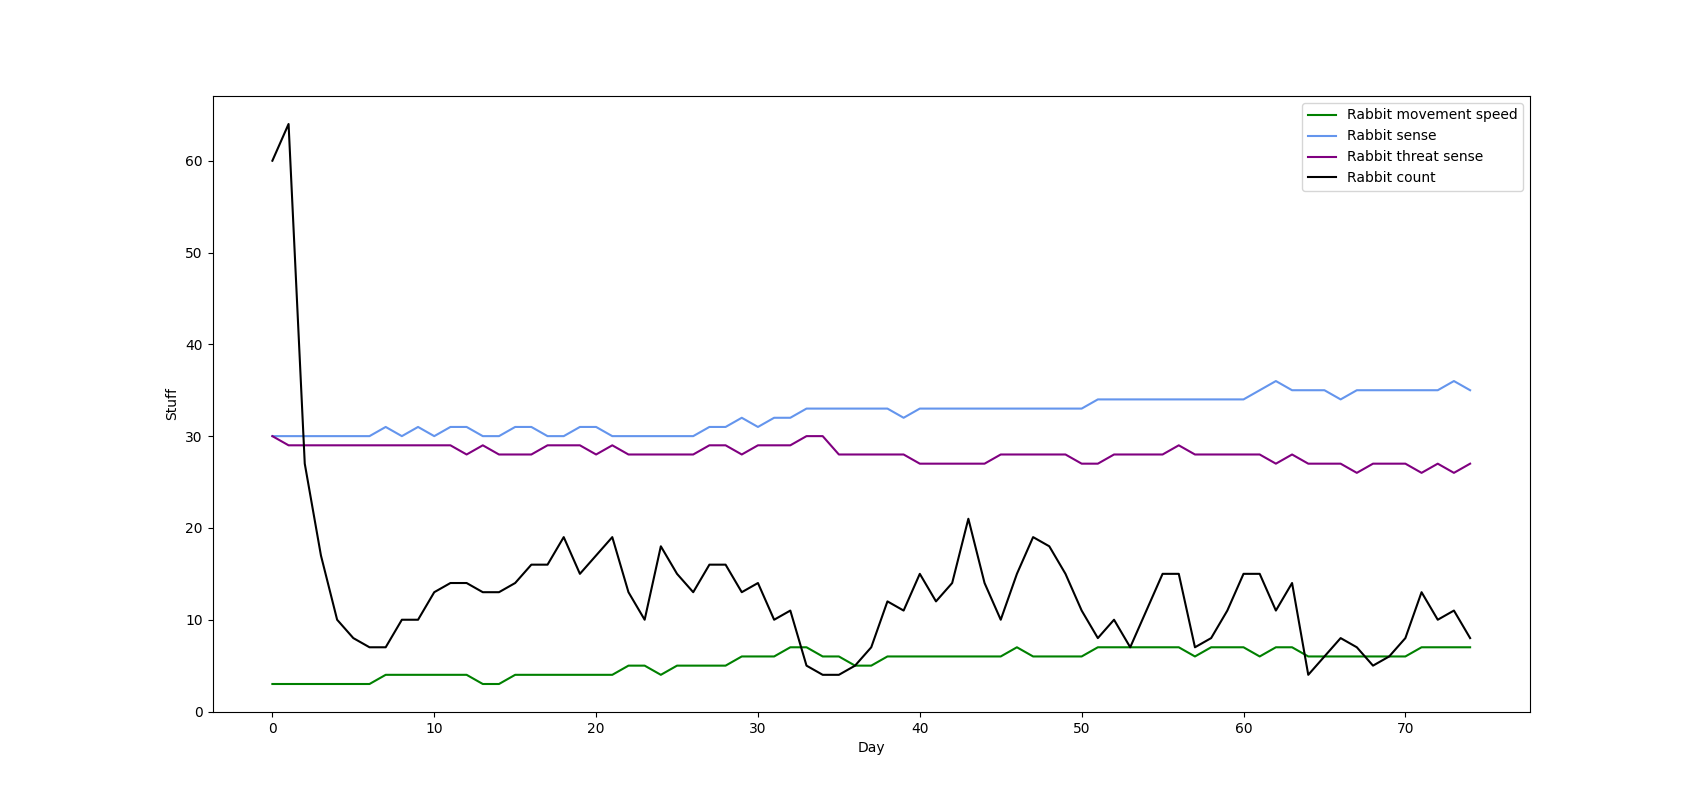 Rabbit movement speed
Rabbit sense
Rabbit threat sense
Rabbit count
Stuff
60
50
40
30
20
10
0
0 10 20 30 40 50 60 70
Day